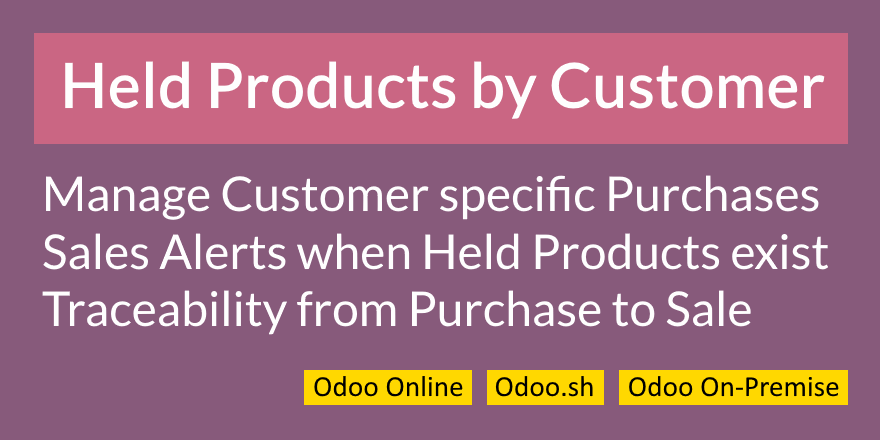 Held Products by Customer
Manage Customer specific Purchases
Sales Alerts when Held Products exist
Traceability from Purchase to Sale
Odoo Online Odoo.sh Odoo On-Premise